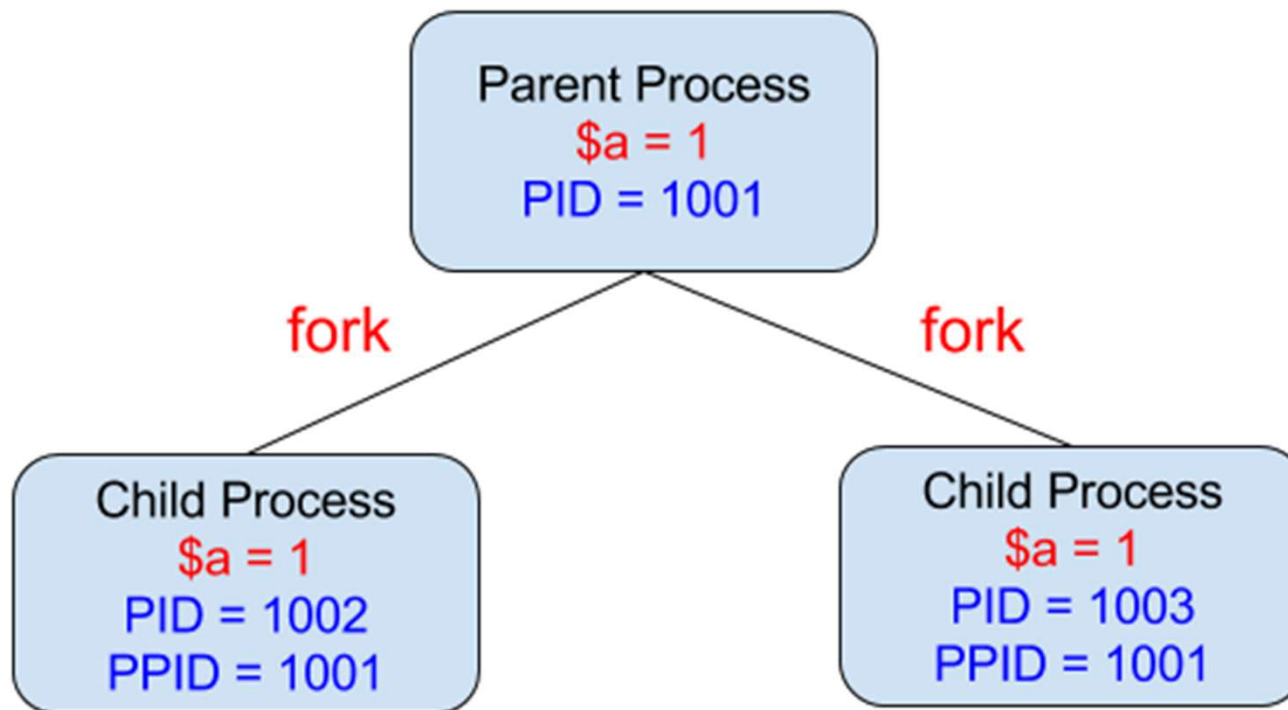 Parent Process
$a = 1
PID = 1001
fork
fork
Child Process
$a = 1
PID = 1002
PPID = 1001
Child Process
$a = 1
PID = 1003
PPID = 1001